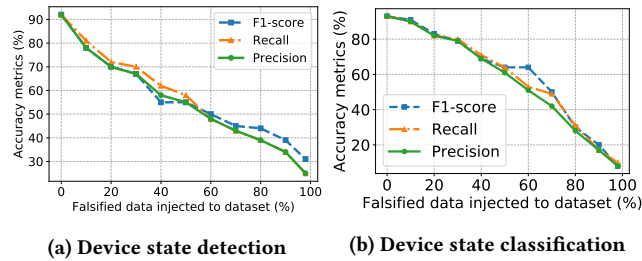 Accuracy metrics (%)
90
80
70
60
50
40
30
F1-score
Recall
Precision
0 20 40 60 80 100
Falsified data injected to dataset (%)
(a) Device state detection
Accuracy metrics (%)
80
60
40
20
F1-score
Recall
Precision
0 20 40 60 80 100
Falsified data injected to dataset (%)
(b) Device state classification